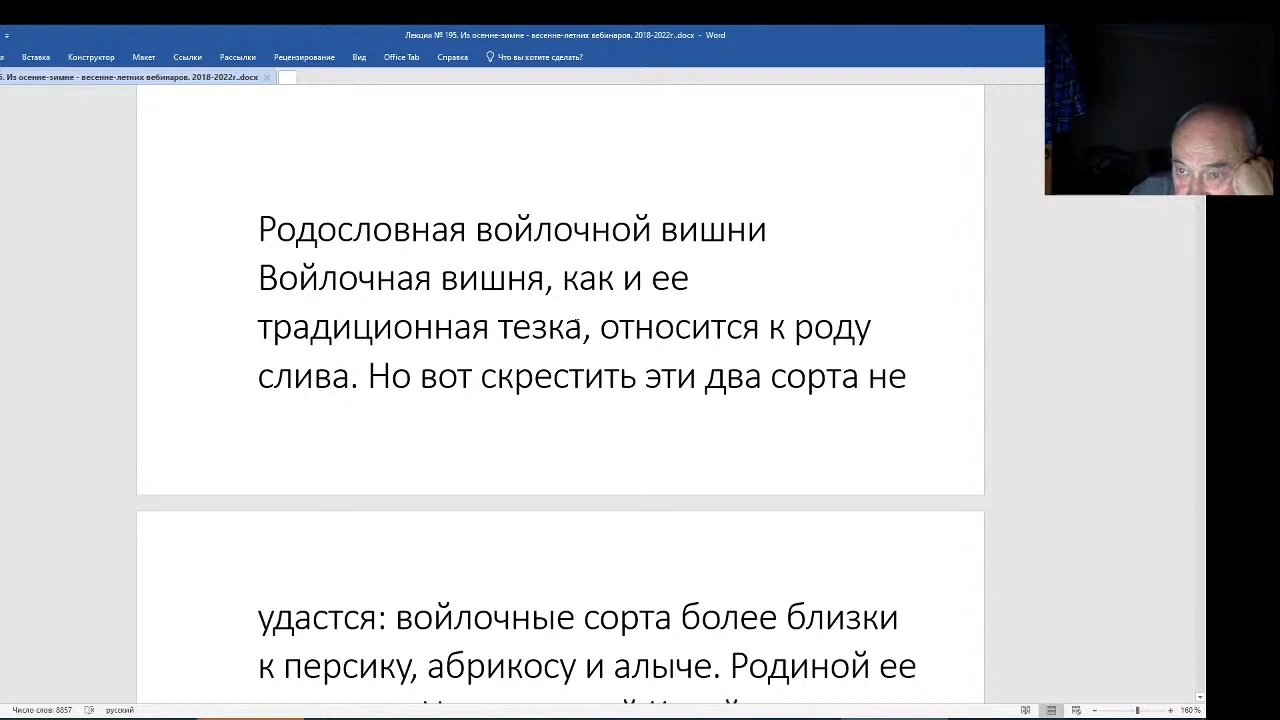 Лекция № 195. Из осенне-зимне - весенне-летних вебинаров. 2018-2022г..docx - Word
Вставка Конструктор Макет Ссылки Рассылки Рецензирование Вид Office Tab Справка Что вы хотите сделать?
. Из осенне-зимне - весенне-летних вебинаров. 2018-2022г..docx
Родословная войлочной вишни
Войлочная вишня, как и ее
традиционная тезка, относится к роду
слива. Но вот скрестить эти два сорта не
удастся: войлочные сорта более близки
к персику, абрикосу и алыче. Родиной ее
Число слов: 8857 русский 160 %